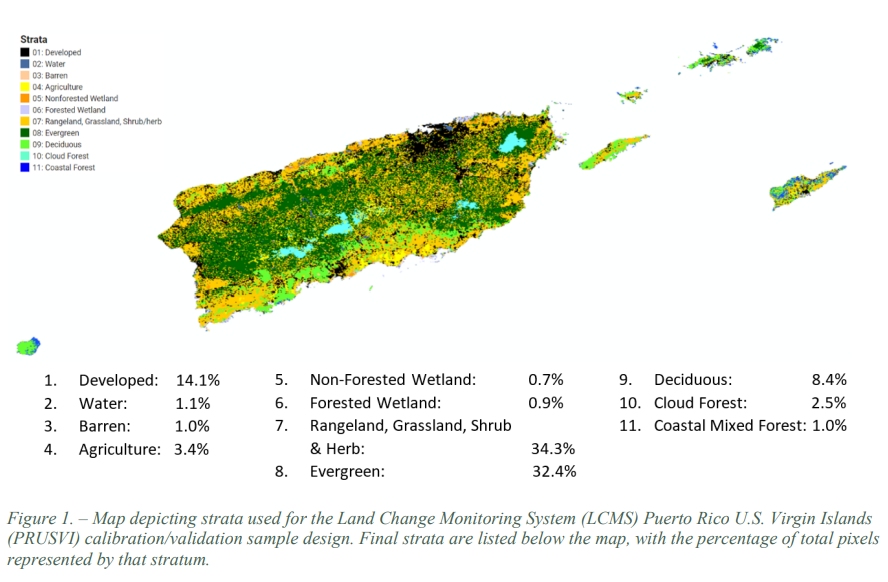 Strata
01: Developed
02: Water
03: Barren
04: Agriculture
05: Nonforested Wetland
06: Forested Wetland
07: Rangeland, Grassland, Shrub/herb
08: Evergreen
09: Deciduous
10: Cloud Forest
11: Coastal Forest
1. Developed: 14.1%
2. Water: 1.1%
3. Barren: 1.0%
4. Agriculture: 3.4%
5. Non-Forested Wetland: 0.7%
6. Forested Wetland: 0.9%
7. Rangeland, Grassland, Shrub
& Herb: 34.3%
8. Evergreen: 32.4%
9. Deciduous: 8.4%
10. Cloud Forest: 2.5%
11. Coastal Mixed Forest: 1.0%
Figure 1. – Map depicting strata used for the Land Change Monitoring System (LCMS) Puerto Rico U.S. Virgin Islands
(PRUSVI) calibration/validation sample design. Final strata are listed below the map, with the percentage of total pixels
represented by that stratum.